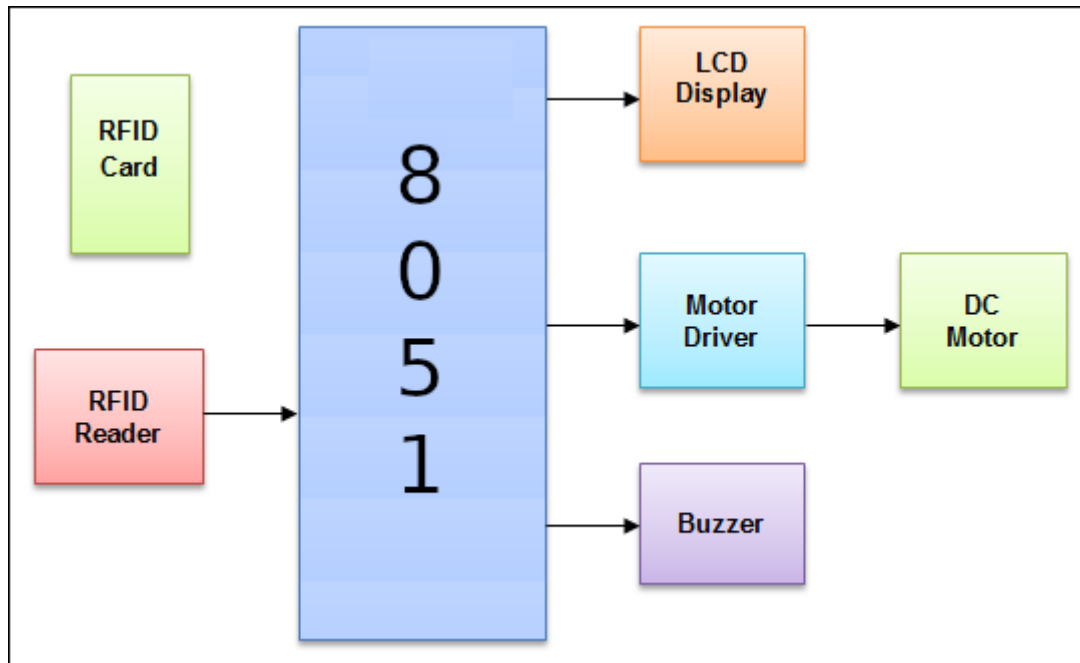 RFID
Card
RFID
Reader
8
0
5
1
LCD
Display
Motor
Driver
DC
Motor
Buzzer